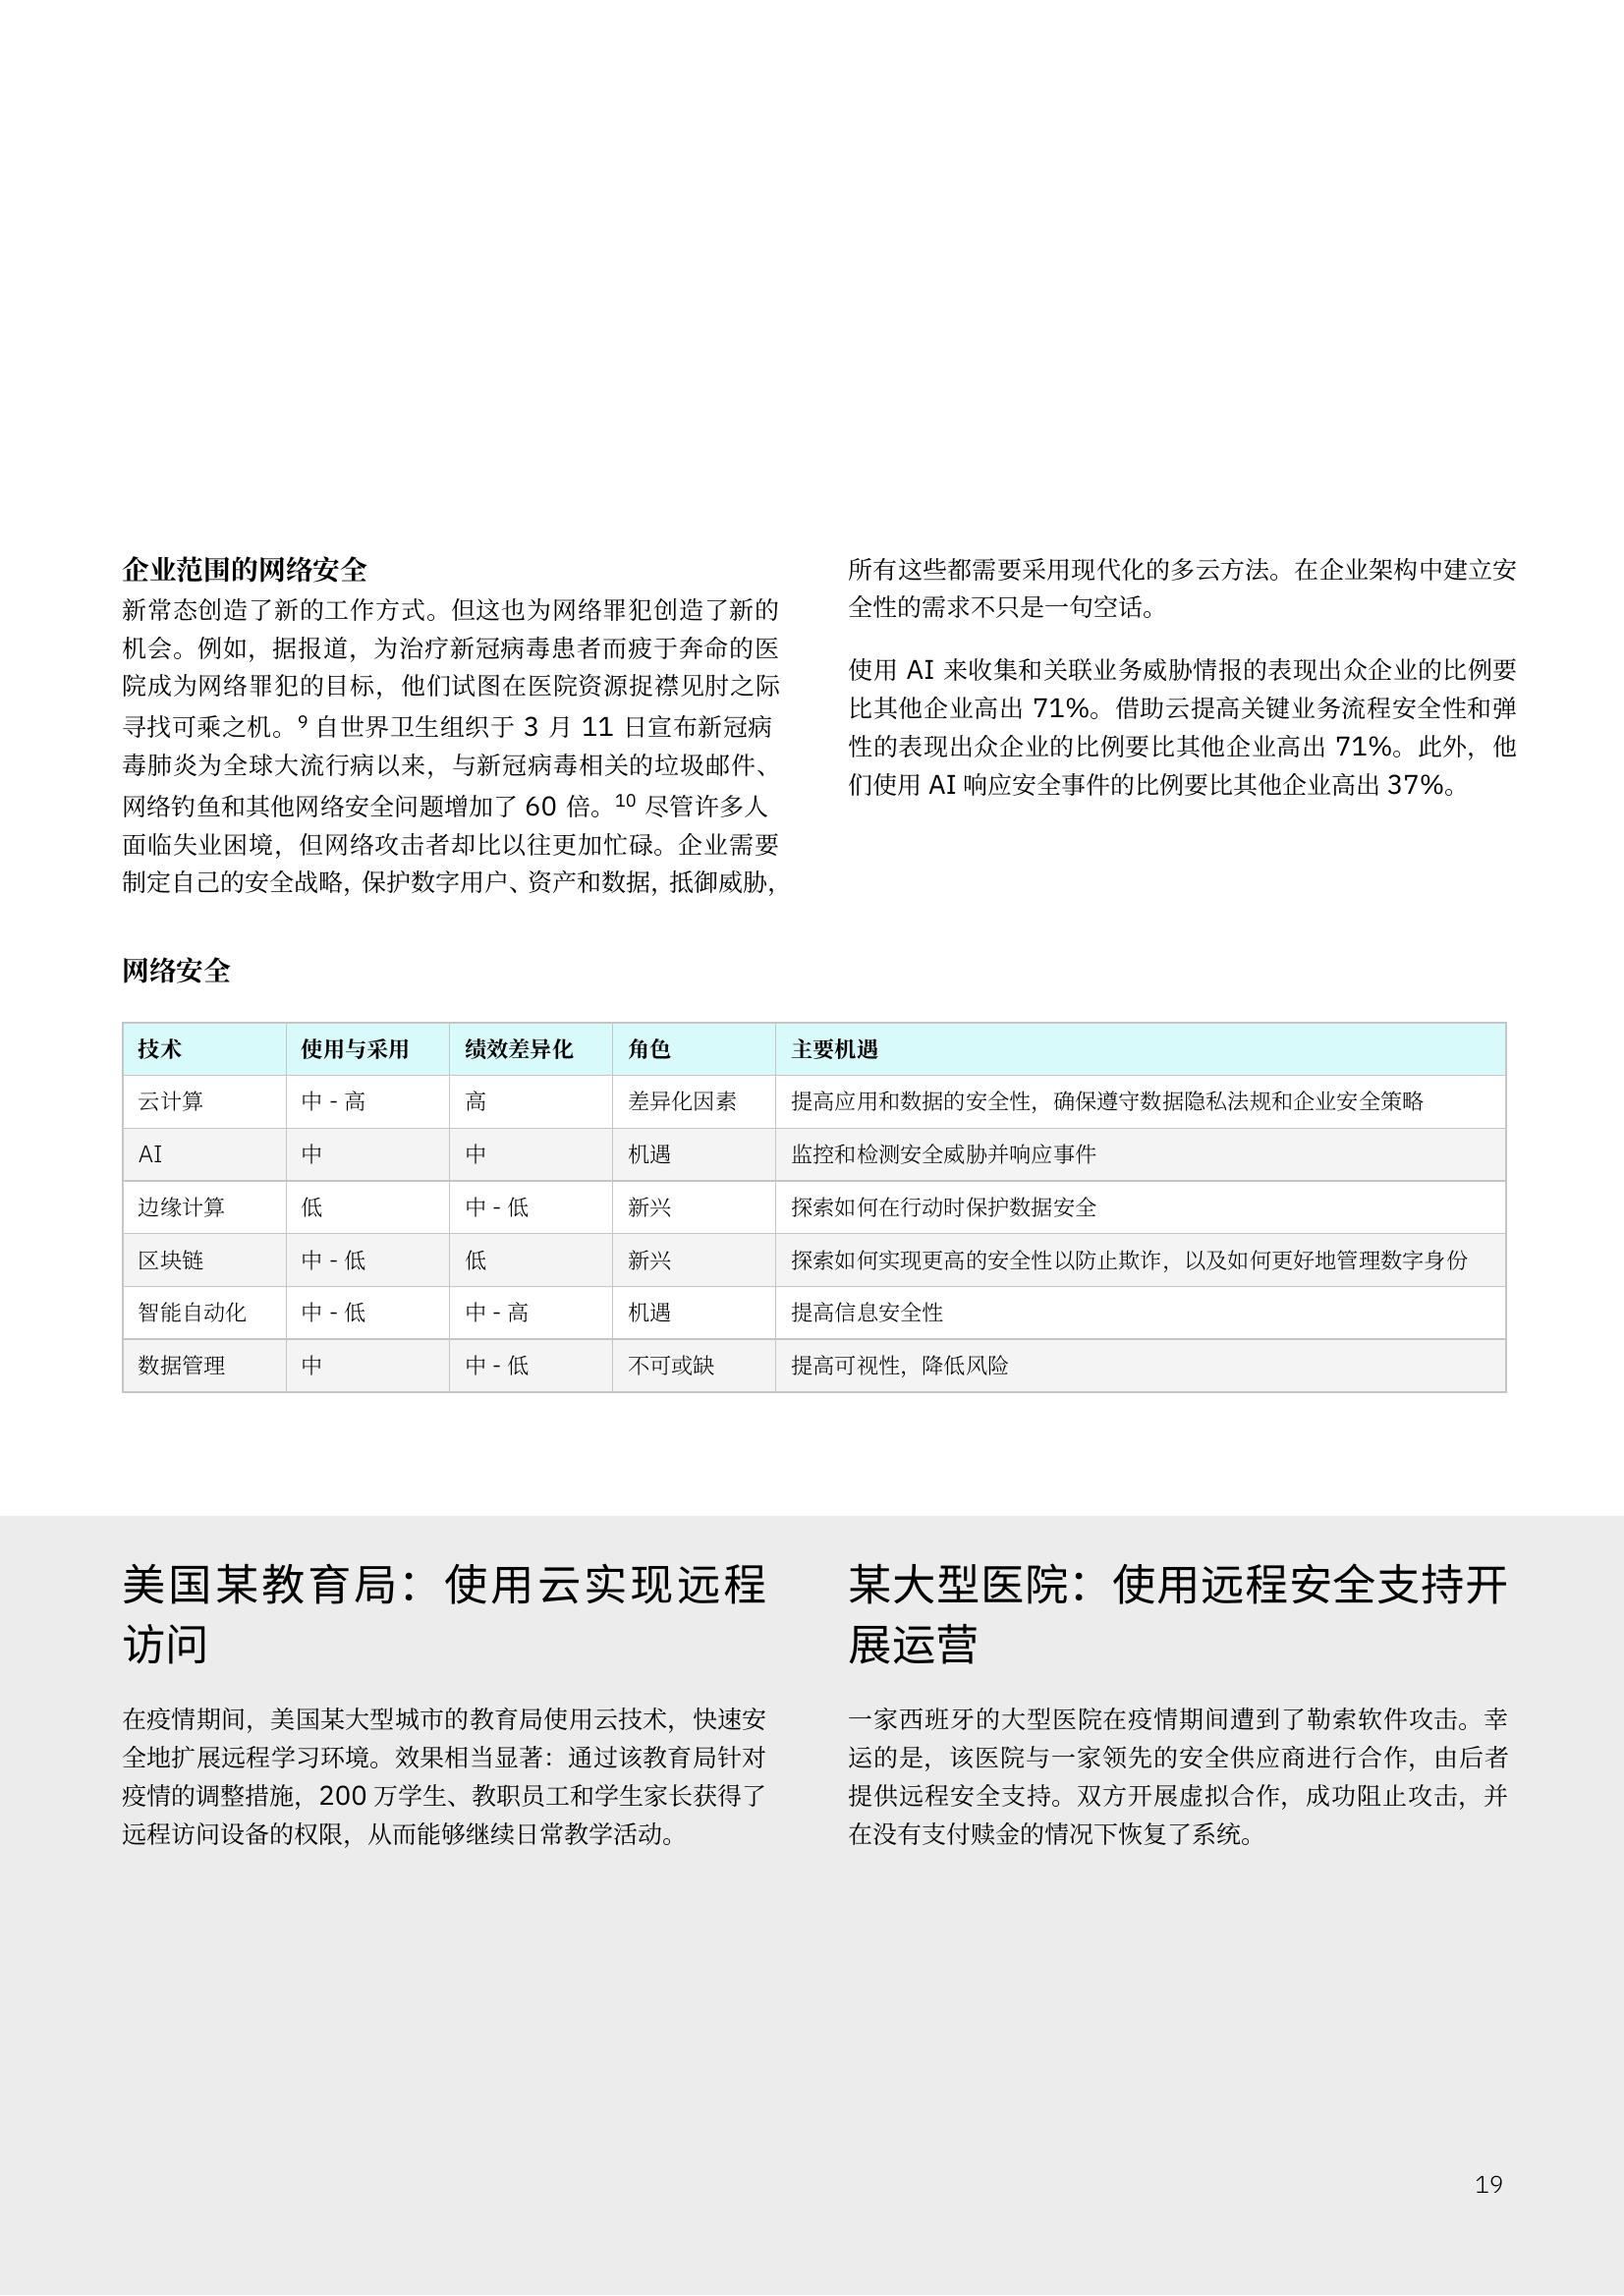 企业范围的网络安全
新常态创造了新的工作方式。但这也为网络罪犯创造了新的
机会。例如，据报道，为治疗新冠病毒患者而疲于奔命的医
院成为网络罪犯的目标，他们试图在医院资源捉襟见肘之际
寻找可乘之机。⁹ 自世界卫生组织于 3 月 11 日宣布新冠病
毒肺炎为全球大流行病以来，与新冠病毒相关的垃圾邮件、
网络钓鱼和其他网络安全问题增加了 60 倍。¹⁰ 尽管许多人
面临失业困境，但网络攻击者却比以往更加忙碌。企业需要
制定自己的安全战略，保护数字用户、资产和数据，抵御威胁，
所有这些都需要采用现代化的多云方法。在企业架构中建立安
全性的需求不只是一句空话。
使用 AI 来收集和关联业务威胁情报的表现出众企业的比例要
比其他企业高出 71%。借助云提高关键业务流程安全性和弹
性的表现出众企业的比例要比其他企业高出 71%。此外，他
们使用 AI 响应安全事件的比例要比其他企业高出 37%。
网络安全
技术 使用与采用 绩效差异化 角色 主要机遇
云计算 中 - 高 高 差异化因素 提高应用和数据的安全性，确保遵守数据隐私法规和企业安全策略
AI 中 中 机遇 监控和检测安全威胁并响应事件
边缘计算 低 中 - 低 新兴 探索如何在行动时保护数据安全
区块链 中 - 低 低 新兴 探索如何实现更高的安全性以防止欺诈，以及如何更好地管理数字身份
智能自动化 中 - 低 中 - 高 机遇 提高信息安全性
数据管理 中 中 - 低 不可或缺 提高可视性，降低风险
美国某教育局：使用云实现远程
访问
在疫情期间，美国某大型城市的教育局使用云技术，快速安
全地扩展远程学习环境。效果相当显著：通过该教育局针对
疫情的调整措施，200 万学生、教职员工和学生家长获得了
远程访问设备的权限，从而能够继续日常教学活动。
某大型医院：使用远程安全支持开
展运营
一家西班牙的大型医院在疫情期间遭到了勒索软件攻击。幸
运的是，该医院与一家领先的安全供应商进行合作，由后者
提供远程安全支持。双方开展虚拟合作，成功阻止攻击，并
在没有支付赎金的情况下恢复了系统。
19